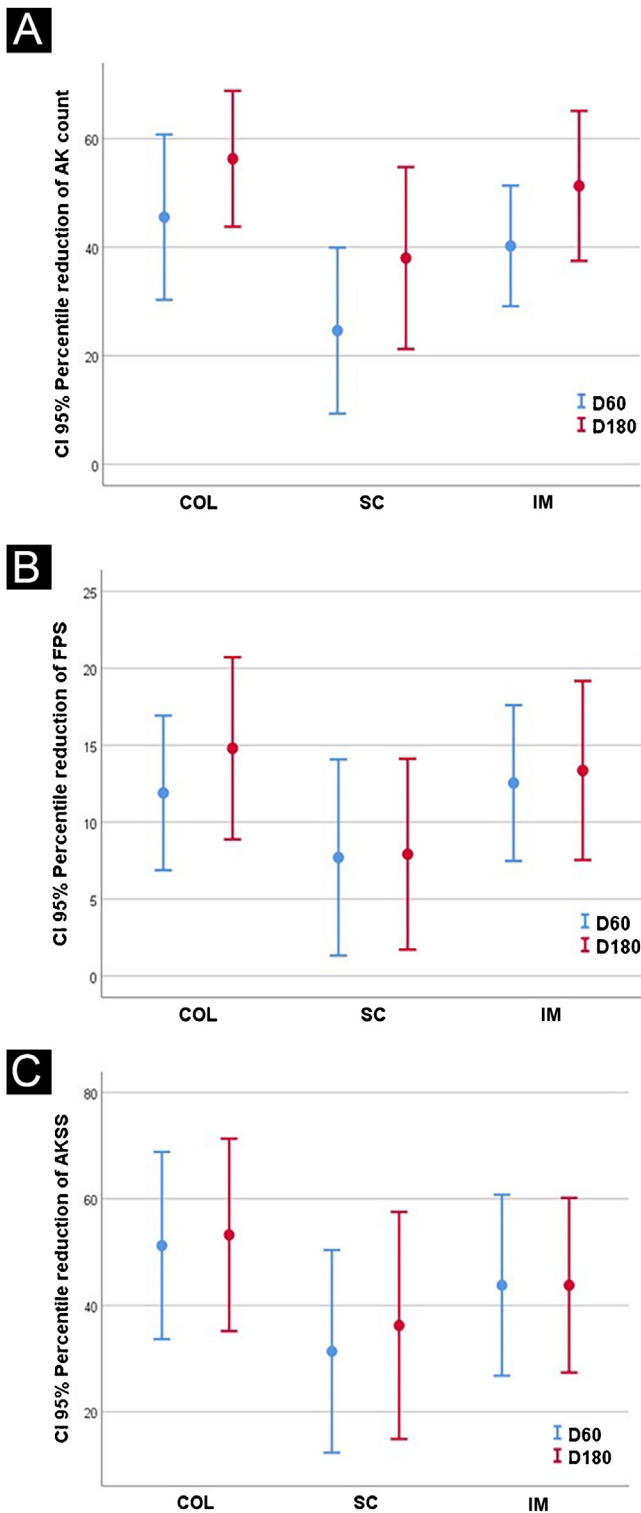 A
CI 95% Percentile reduction of AK count
60
40
20
0
D60
D180
COL SC IM
B
CI 95% Percentile reduction of FPS
25
20
15
10
5
0
D60
D180
COL SC IM
C
CI 95% Percentile reduction of AKSS
80
60
40
20
D60
D180
COL SC IM